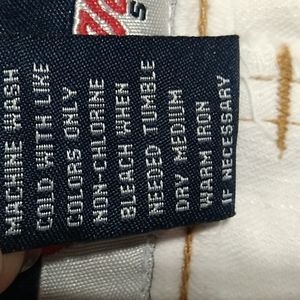 MACHINE WASH
COLD WITH LIKE
COLORS ONLY
NON-CHLORINE
BLEACH WHEN
NEEDED TUMBLE
DRY MEDIUM
WARM IRON
IF NECESSARY
S